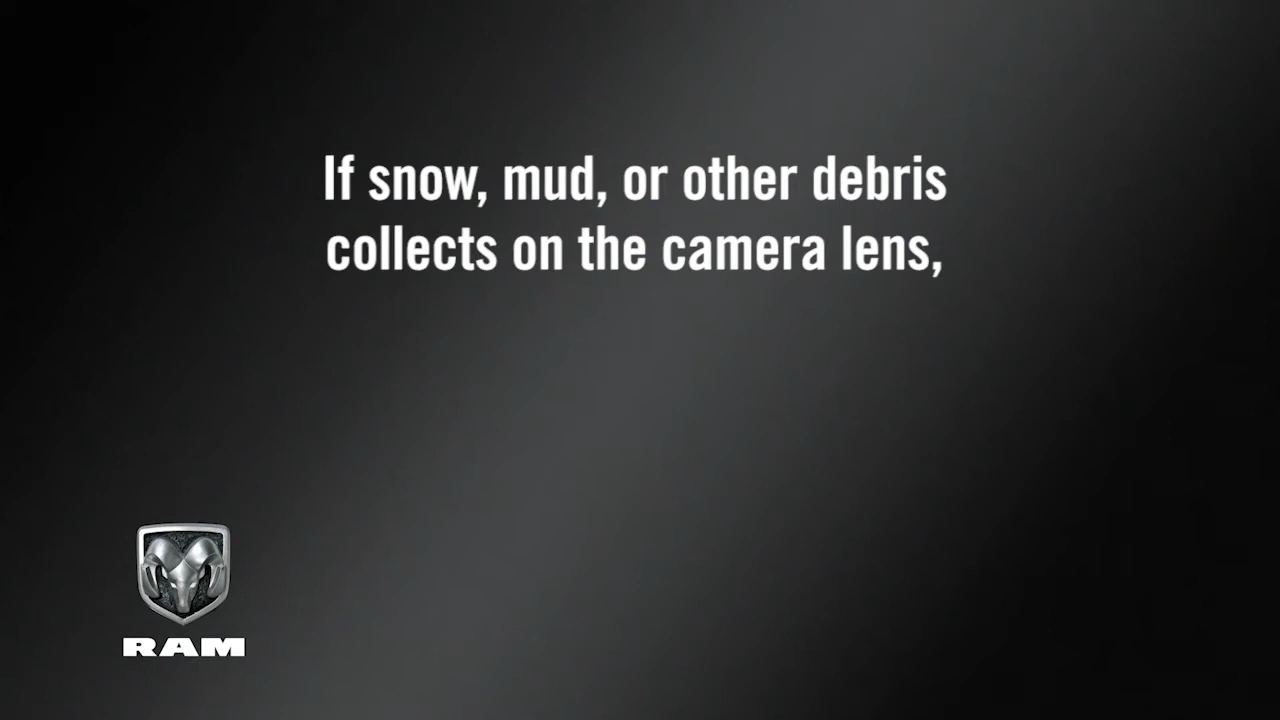 If snow, mud, or other debris
collects on the camera lens,
RAM